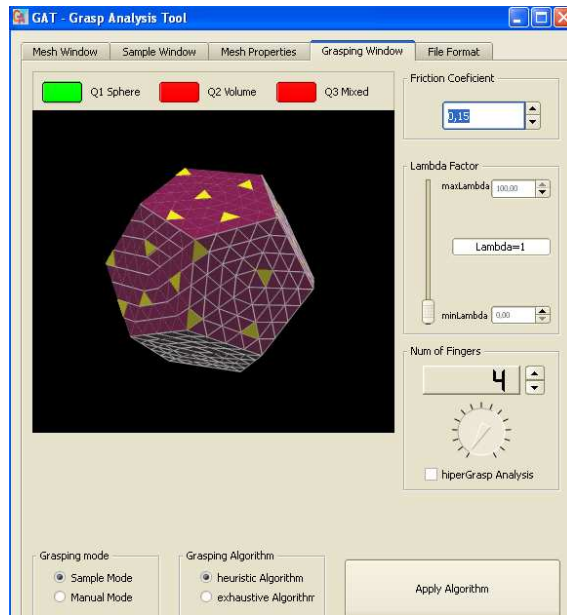 GAT - Grasp Analysis Tool
Mesh Window Sample Window Mesh Properties Grasping Window File Format
Q1 Sphere Q2 Volume Q3 Mixed
Friction Coeficient
0,15
Lambda Factor
maxLambda 100,00
Lambda=1
minLambda 0,00
Num of Fingers
4
hiperGrasp Analysis
Grasping mode
Sample Mode
Manual Mode
Grasping Algorithm
heuristic Algorithm
exhaustive Algorithm
Apply Algorithm